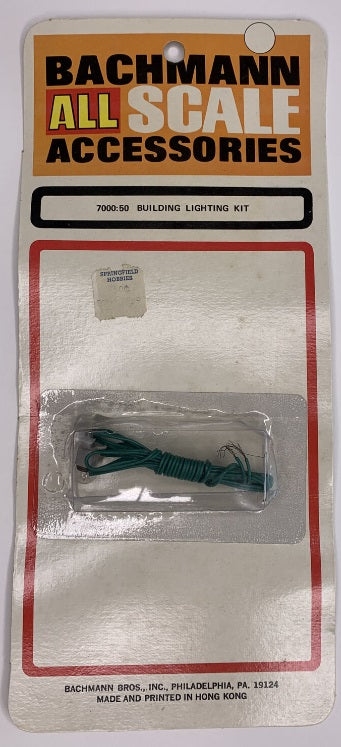 BACHMANN
ALL SCALE
ACCESSORIES
7000:50 BUILDING LIGHTING KIT
SPRINGFIELD
HOBBIES
BACHMANN BROS., INC., PHILADELPHIA, PA. 19124
MADE AND PRINTED IN HONG KONG